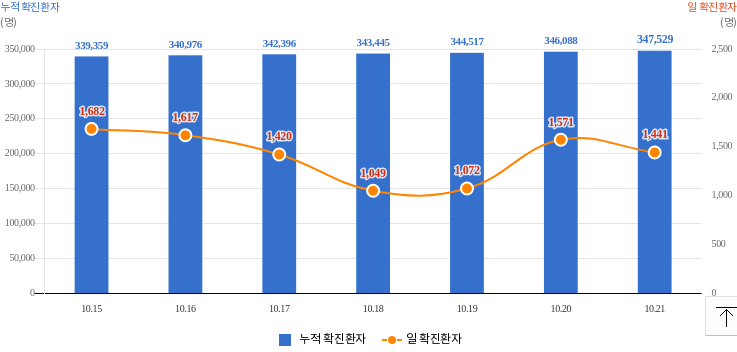 누적 확진환자 일 확진환자
(명) (명)
339,359 340,976 342,396 343,445 344,517 346,088 347,529
350,000 2,500
300,000
2,000
250,000
1,682 1,617 1,420 1,049 1,072 1,571 1,441
200,000 1,500
150,000
1,000
100,000
50,000 500
0 0
10.15 10.16 10.17 10.18 10.19 10.20 10.21
누적 확진환자 일 확진환자